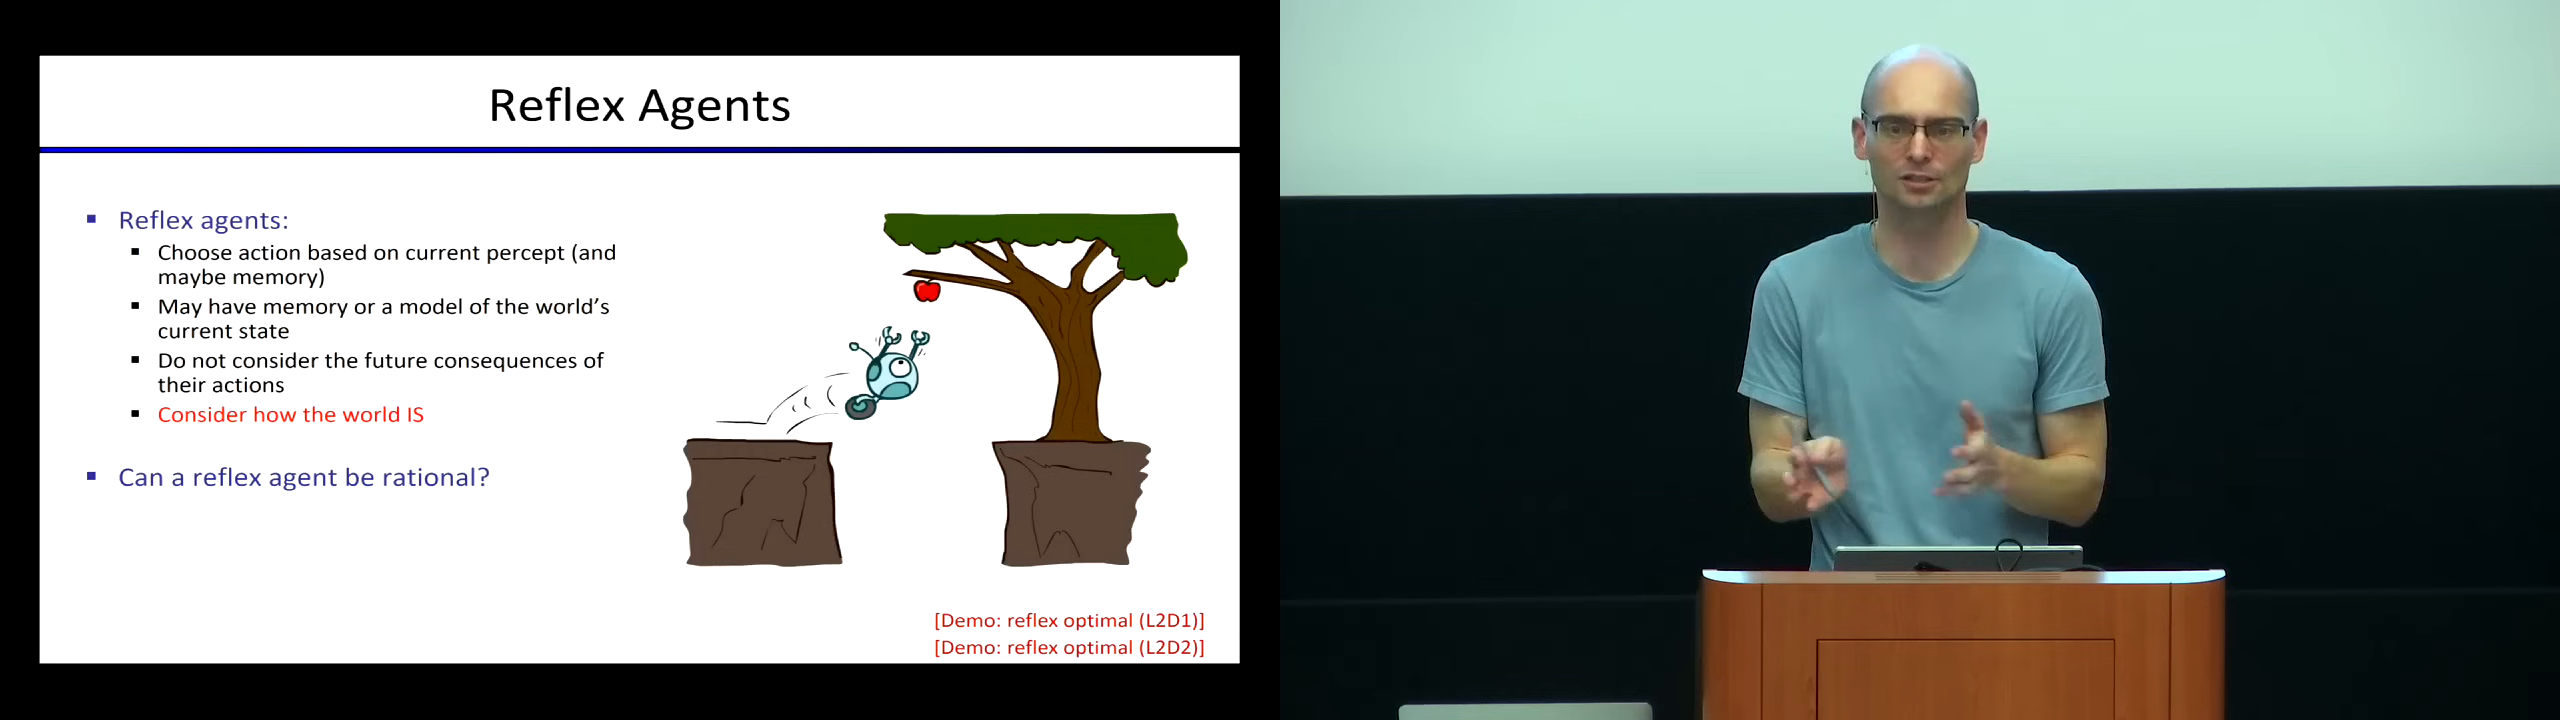 Reflex Agents
Reflex agents:
Choose action based on current percept (and
maybe memory)
May have memory or a model of the world’s
current state
Do not consider the future consequences of
their actions
Consider how the world IS
Can a reflex agent be rational?
[Demo: reflex optimal (L2D1)]
[Demo: reflex optimal (L2D2)]